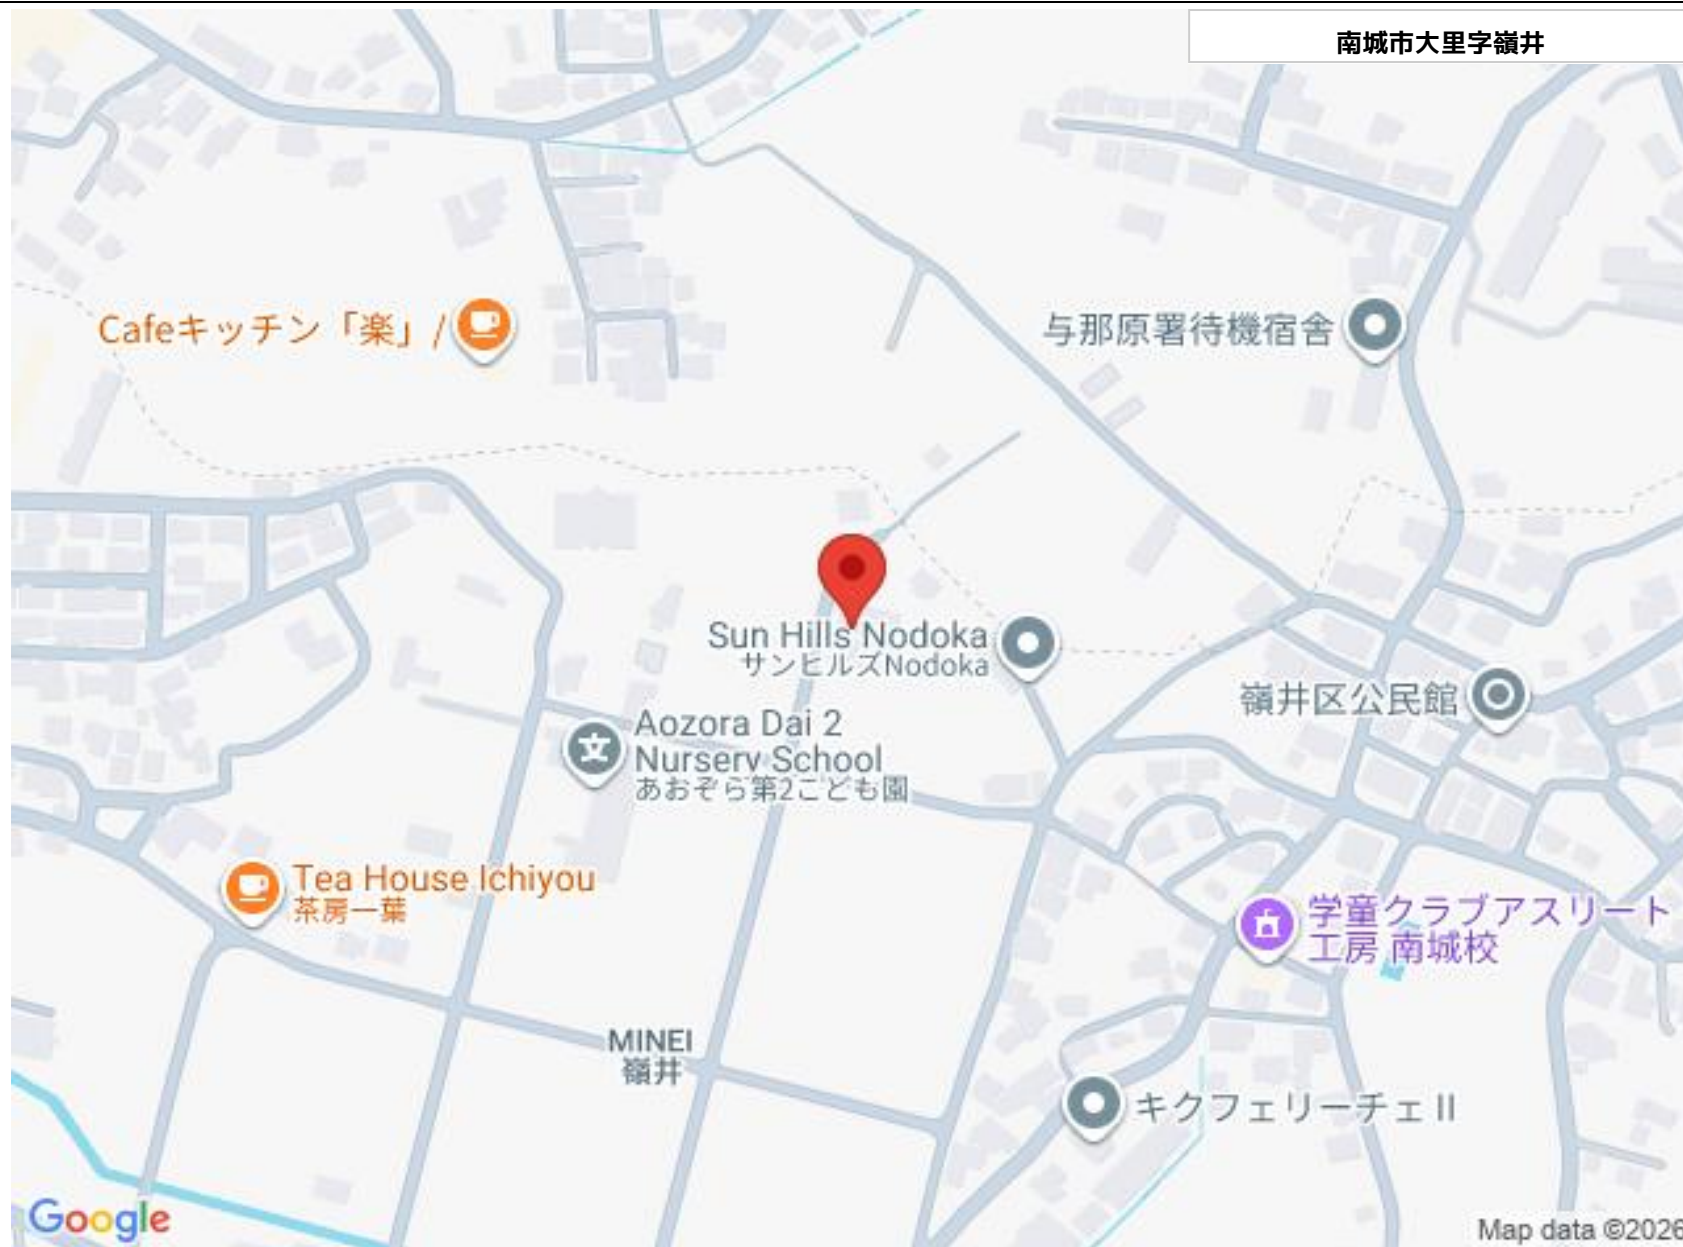 南城市大里字嶺井
Cafeキッチン「楽」/
与那原署待機宿舎
Sun Hills Nodoka
サンヒルズNodoka
嶺井区公民館
Aozora Dai 2
Nursery School
あおぞら第2こども園
Tea House Ichiyou
茶房一葉
学童クラブアスリート
工房 南城校
MINEI
嶺井
キクフェリーチェ II
Google
Map data ©2026